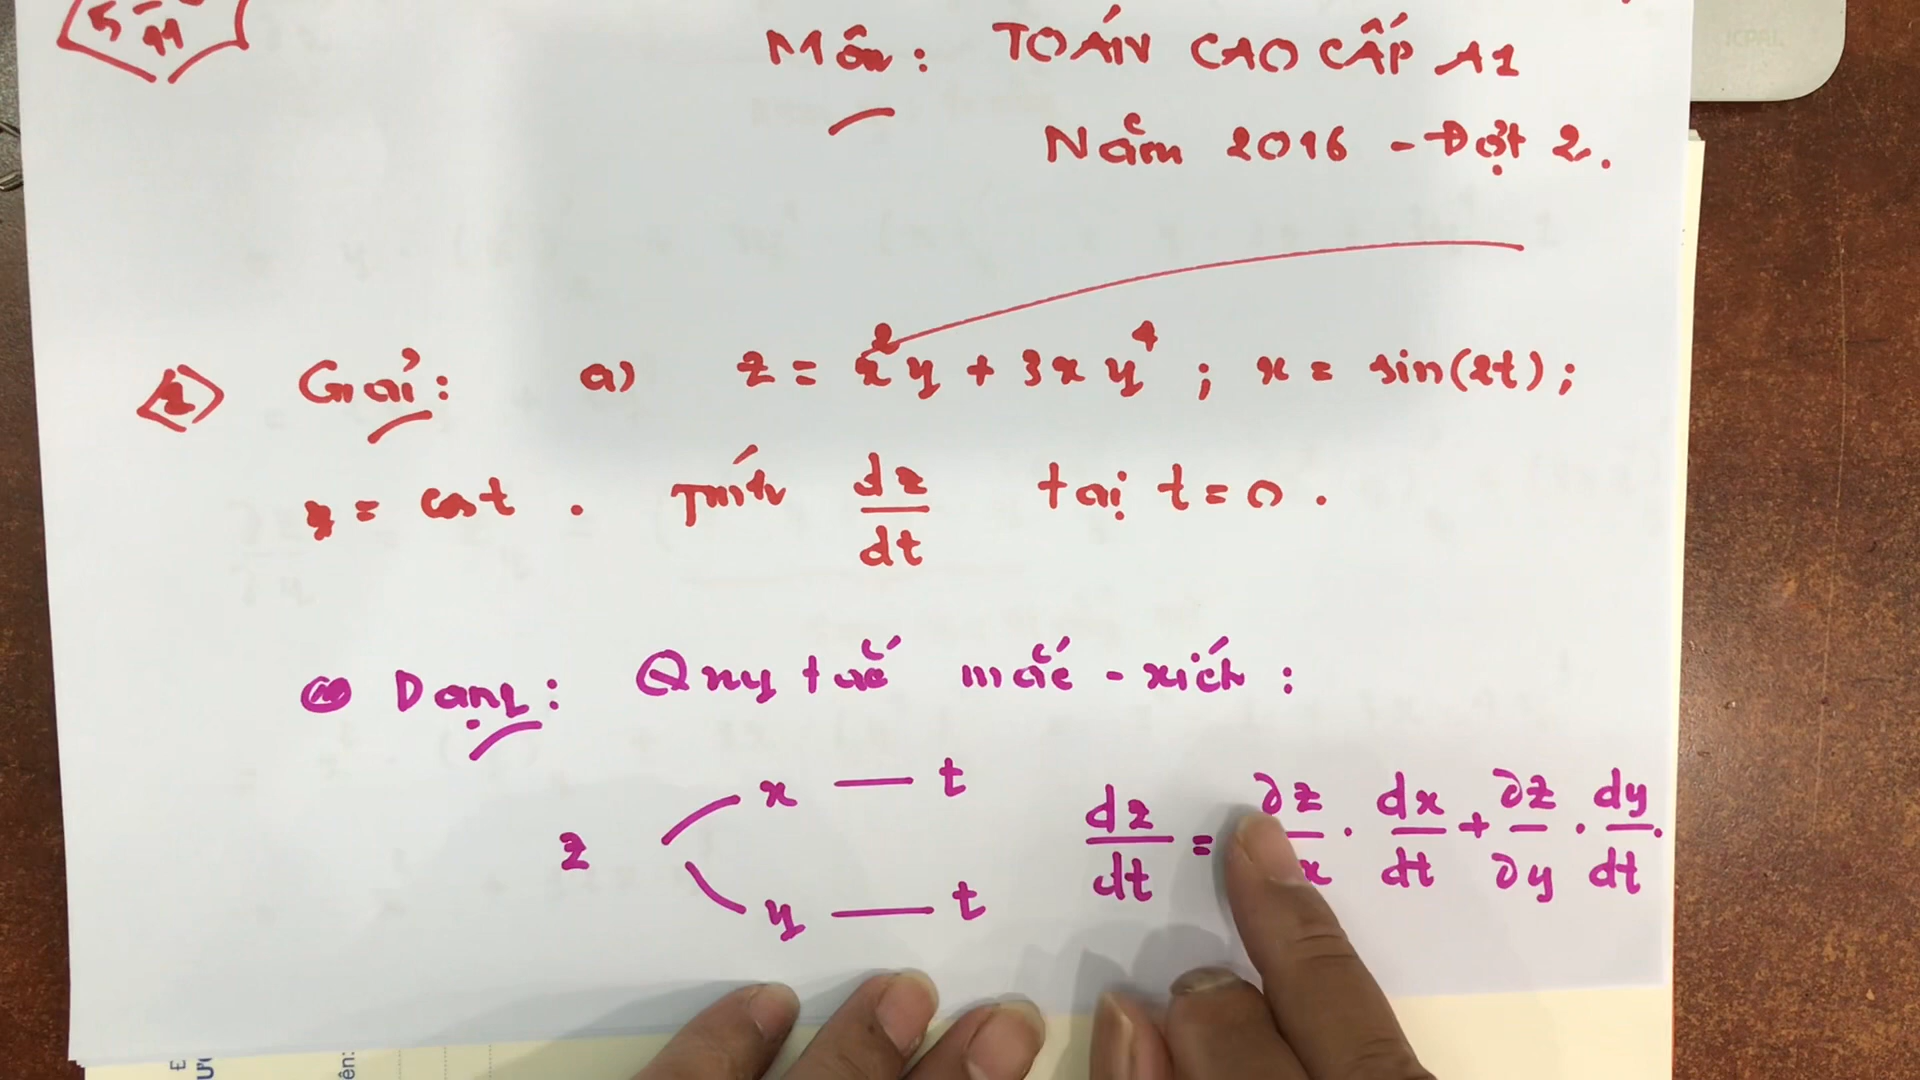 Môn: TOÁN CAO CẤP A1
Năm 2016 - Đợt 2.
Giải: a) z = x²y + 3xy⁴ ; x = sin(2t) ;
y = cost . Tính dz/dt tại t = 0 .
Dạng: Quy tắc mắc - xích :
x — t
z
y — t
dz/dt = ∂z/∂x · dx/dt + ∂z/∂y · dy/dt .